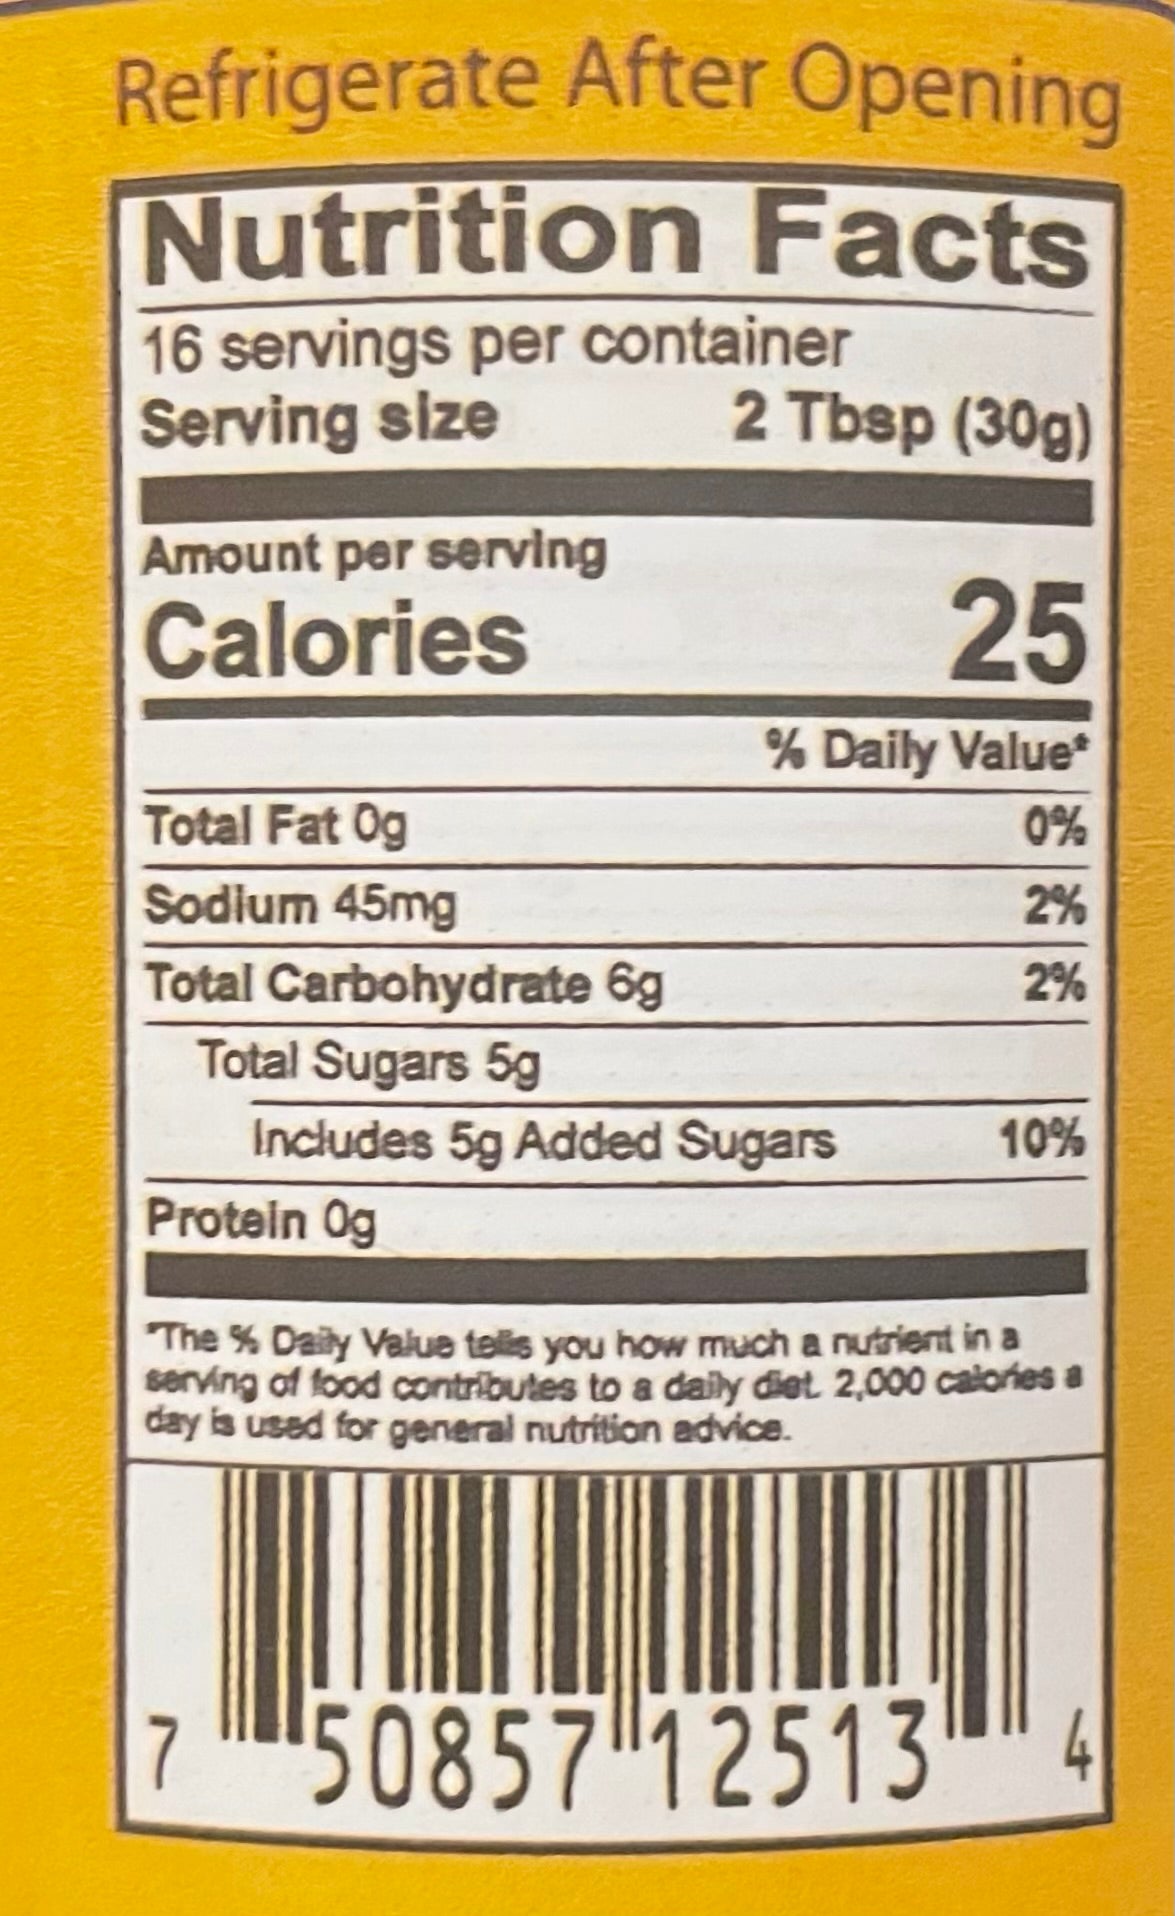 Refrigerate After Opening
Nutrition Facts
16 servings per container
Serving size 2 Tbsp (30g)
Amount per serving
Calories 25
% Daily Value*
Total Fat 0g 0%
Sodium 45mg 2%
Total Carbohydrate 6g 2%
Total Sugars 5g
Includes 5g Added Sugars 10%
Protein 0g
*The % Daily Value tells you how much a nutrient in a
serving of food contributes to a daily diet. 2,000 calories a
day is used for general nutrition advice.
7 50857 12513 4